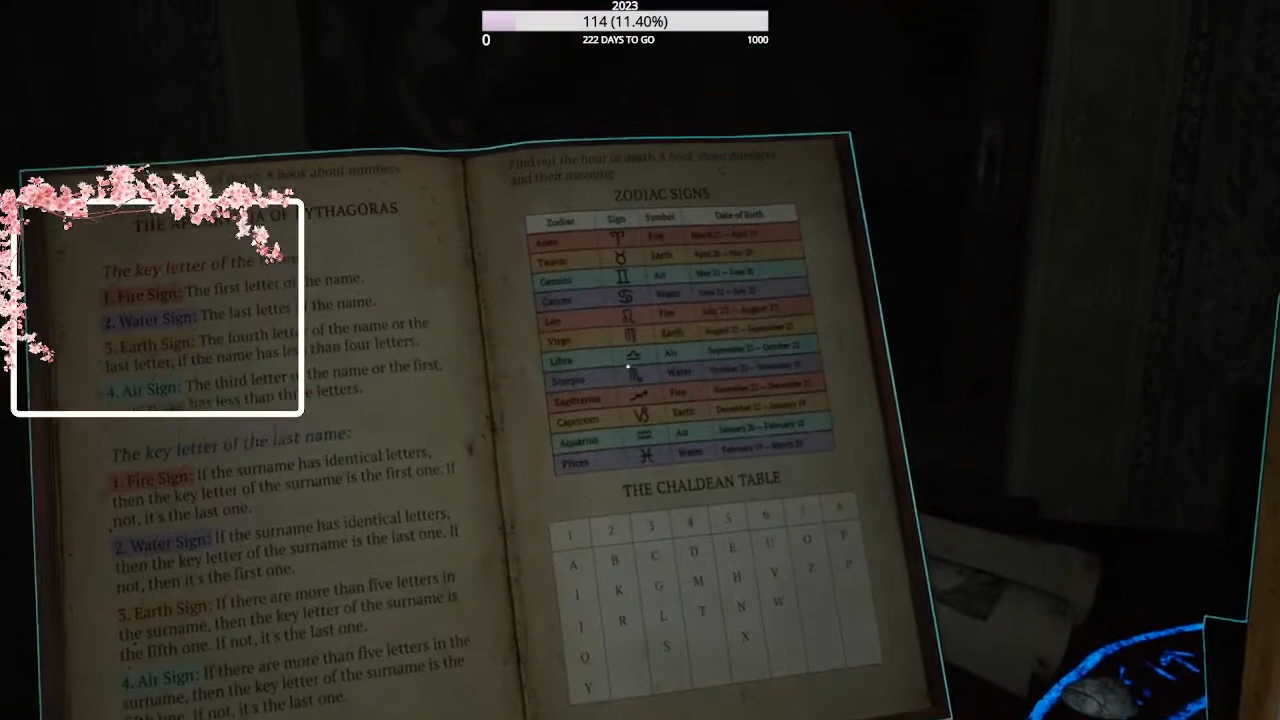 2023
114 (11.40%)
0
222 DAYS TO GO
1000
A book about numbers
THE
OF PYTHAGORAS
The key letter of the
1. Fire Sign: The first letter of the name.
2. Water Sign: The last letter of the name.
3. Earth Sign: The fourth letter of the name or the
last letter, if the name has less than four letters.
4. Air Sign: The third letter of the name or the first,
has less than three letters.
The key letter of the last name:
1. Fire Sign: If the surname has identical letters,
then the key letter of the surname is the first one. If
not, it's the last one.
2. Water Sign: If the surname has identical letters,
then the key letter of the surname is the last one. If
not, then it's the first one.
3. Earth Sign: If there are more than five letters in
the surname, then the key letter of the surname is
the fifth one. If not, it's the last one.
4. Air Sign: If there are more than five letters in the
surname, then the key letter of the surname is the
If not, it's the last one.
Find out the hour of death. A book about numbers
and their meaning
ZODIAC SIGNS
Zodiac Sign Symbol Date of Birth
Aries ♈ Fire
Taurus ♉ Earth
Gemini ♊ Air
Cancer ♋ Water
Leo ♌ Fire
Virgo ♍ Earth
Libra ♎ Air
Scorpio ♏ Water
Sagittarius ♐ Fire
Capricorn ♑ Earth
Aquarius ♒ Air
Pisces ♓ Water
THE CHALDEAN TABLE
1 2 3 4 5 6 7 8
A B C D E U O F
I K G M H V Z P
J R L T N W
Q S X
Y